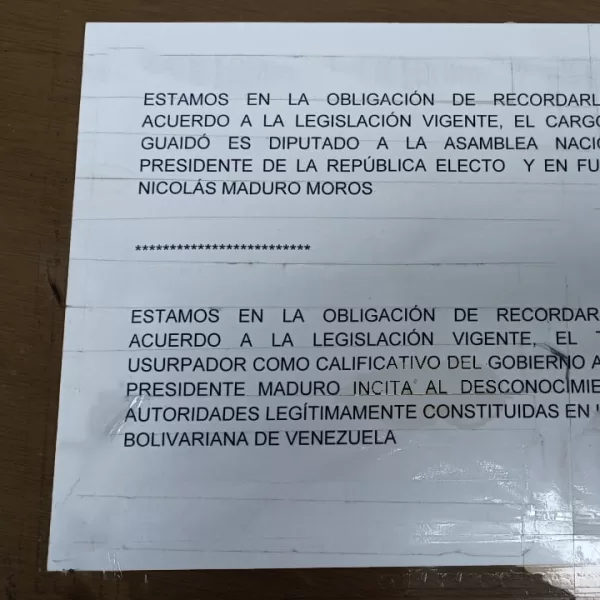 ESTAMOS EN LA OBLIGACIÓN DE RECORDARL
ACUERDO A LA LEGISLACIÓN VIGENTE, EL CARGO
GUAIDÓ ES DIPUTADO A LA ASAMBLEA NACIO
PRESIDENTE DE LA REPÚBLICA ELECTO Y EN FU
NICOLÁS MADURO MOROS
*************************
ESTAMOS EN LA OBLIGACIÓN DE RECORDAR
ACUERDO A LA LEGISLACIÓN VIGENTE, EL T
USURPADOR COMO CALIFICATIVO DEL GOBIERNO A
PRESIDENTE MADURO INCITA AL DESCONOCIMIE
AUTORIDADES LEGÍTIMAMENTE CONSTITUIDAS EN L
BOLIVARIANA DE VENEZUELA